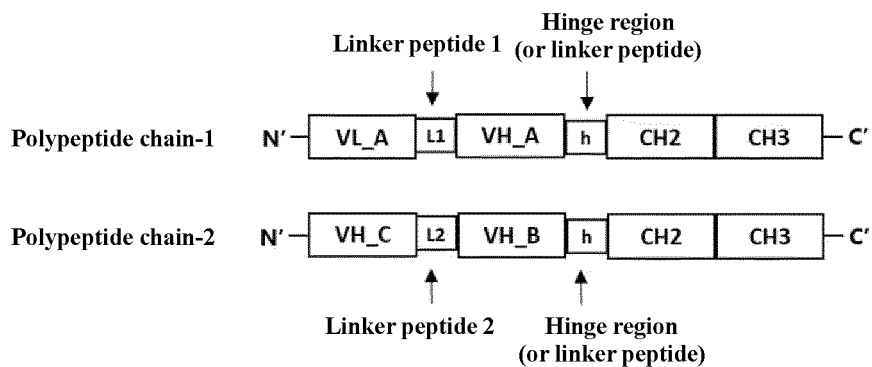 Linker peptide 1
Hinge region
(or linker peptide)
Polypeptide chain-1 N' VL_A L1 VH_A h CH2 CH3 C'
Polypeptide chain-2 N' VH_C L2 VH_B h CH2 CH3 C'
Linker peptide 2
Hinge region
(or linker peptide)